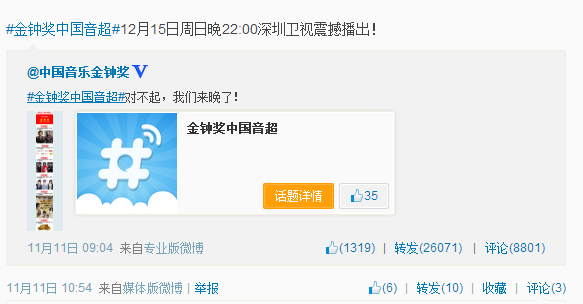 #金钟奖中国音超#12月15日周日晚22:00深圳卫视震撼播出！
@中国音乐金钟奖 V
#金钟奖中国音超#对不起，我们来晚了！
金钟奖中国音超
话题详情 35
11月11日 09:04 来自专业版微博 (1319) | 转发(26071) | 评论(8801)
11月11日 10:54 来自媒体版微博 | 举报 (6) | 转发(10) | 收藏 | 评论(3)